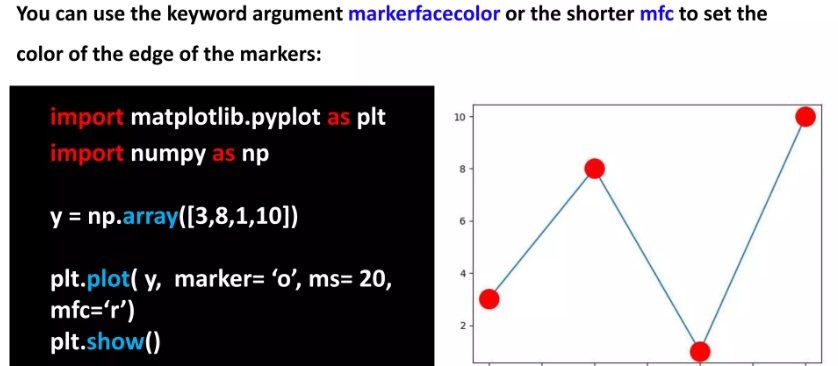 You can use the keyword argument markerfacecolor or the shorter mfc to set the
color of the edge of the markers:
import matplotlib.pyplot as plt
import numpy as np
y = np.array([3,8,1,10])
plt.plot( y,  marker= ‘o’, ms= 20,
mfc=‘r’)
plt.show()
10
8
6
4
2